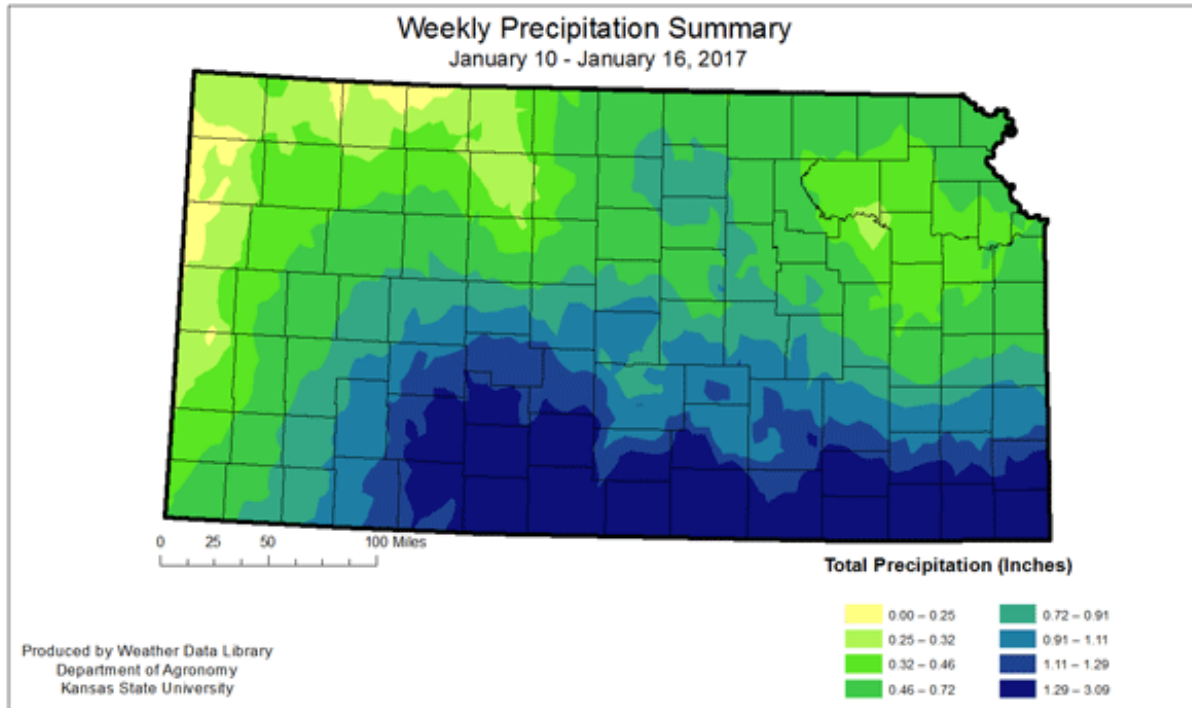 Weekly Precipitation Summary
January 10 - January 16, 2017
0 25 50 100 Miles
Total Precipitation (Inches)
0.00 – 0.25
0.25 – 0.32
0.32 – 0.46
0.46 – 0.72
0.72 – 0.91
0.91 – 1.11
1.11 – 1.29
1.29 – 3.09
Produced by Weather Data Library
Department of Agronomy
Kansas State University